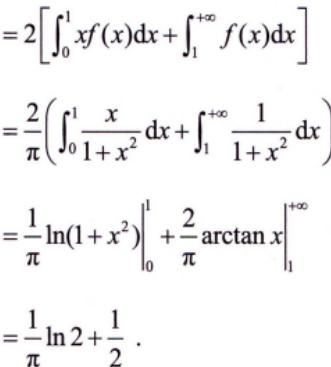 =2[∫₀¹ xf(x)dx+∫₁⁺∞ f(x)dx]
=2/π(∫₀¹ x/(1+x²) dx+∫₁⁺∞ 1/(1+x²) dx)
=1/π ln(1+x²)|₀¹ +2/π arctan x|₁⁺∞
=1/π ln 2+1/2 .